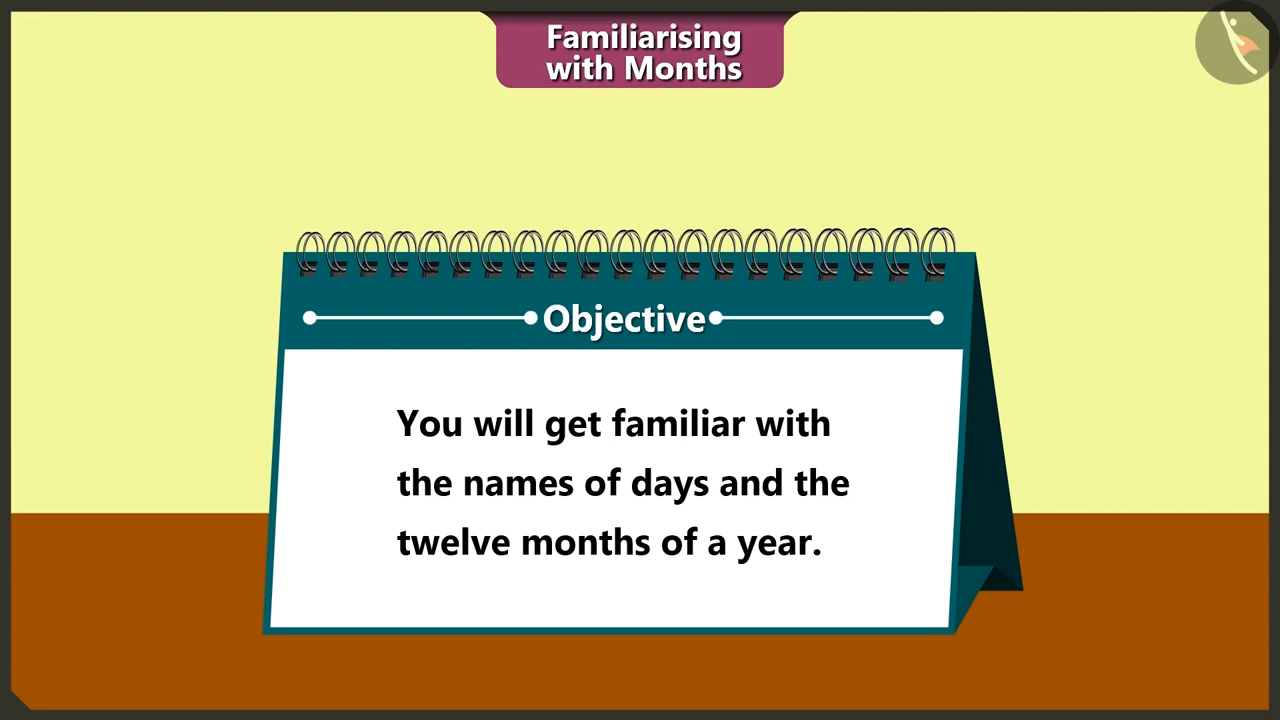 Familiarising
with Months
Objective
You will get familiar with
the names of days and the
twelve months of a year.